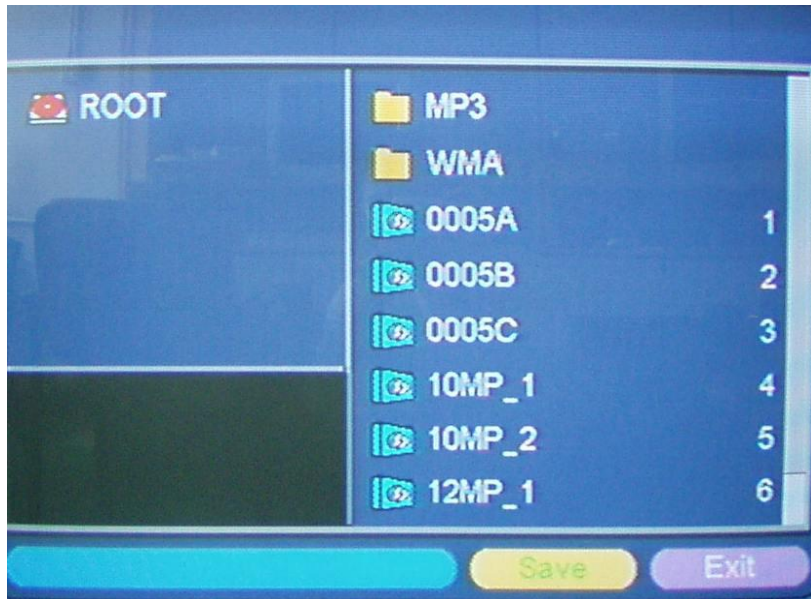 ROOT
MP3
WMA
0005A 1
0005B 2
0005C 3
10MP_1 4
10MP_2 5
12MP_1 6
Save Exit